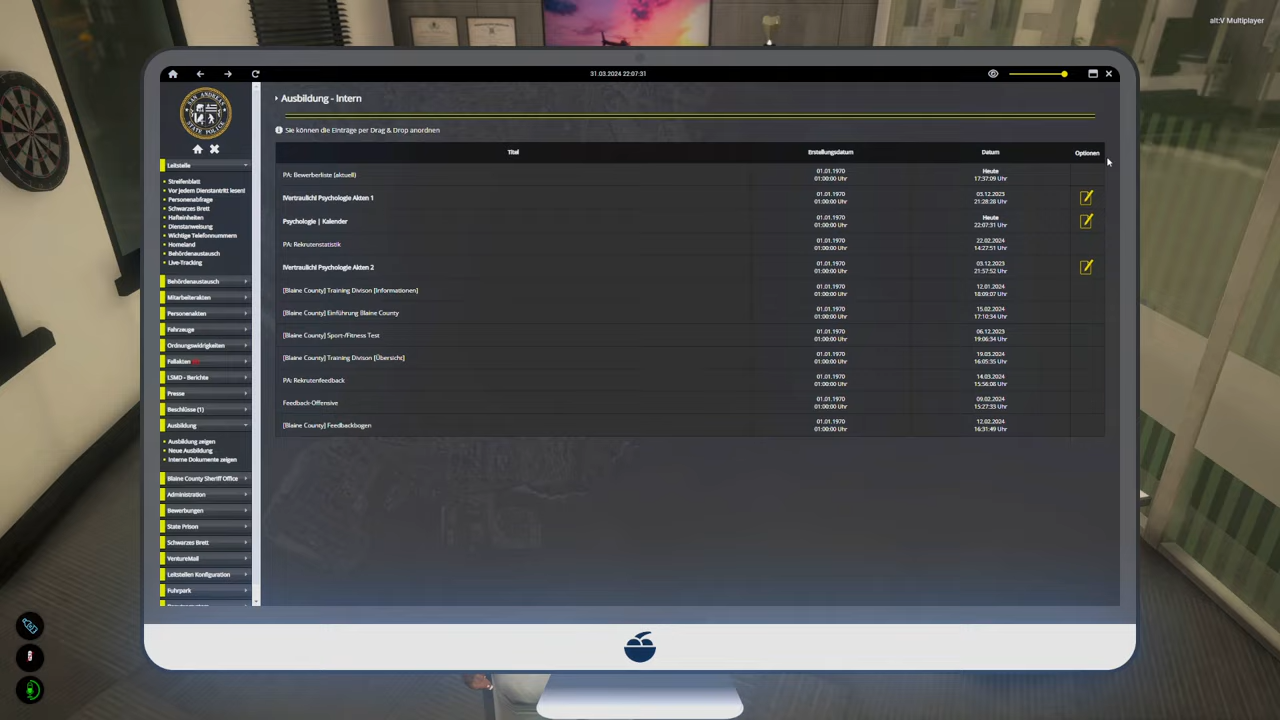 alt:V Multiplayer
31.03.2024 22:07:31
SAN ANDREAS
STATE POLICE
Leitstelle
Streifenblatt
Vor jedem Dienstantritt lesen!
Personenabfrage
Schwarzes Brett
Hafteinheiten
Dienstanweisung
Wichtige Telefonnummern
Homeland
Behördenaustausch
Live-Tracking
Behördenaustausch
Mitarbeiterakten
Personenakten
Fahrzeuge
Ordnungswidrigkeiten
Fallakten
LSMD - Berichte
Presse
Beschlüsse (1)
Ausbildung
Ausbildung zeigen
Neue Ausbildung
Interne Dokumente zeigen
Blaine County Sheriff Office
Administration
Bewerbungen
State Prison
Schwarzes Brett
VentureMail
Leitstellen Konfiguration
Fuhrpark
Ausbildung - Intern
Sie können die Einträge per Drag & Drop anordnen
Titel Erstellungsdatum Datum Optionen
PA: Bewerberliste [aktuell] 01.01.1970 01:00:00 Uhr Heute 17:37:09 Uhr
!Vertraulich! Psychologie Akten 1 01.01.1970 01:00:00 Uhr 03.12.2023 21:28:28 Uhr
Psychologie | Kalender 01.01.1970 01:00:00 Uhr Heute 22:07:31 Uhr
PA: Rekrutenstatistik 01.01.1970 01:00:00 Uhr 22.02.2024 14:27:51 Uhr
!Vertraulich! Psychologie Akten 2 01.01.1970 01:00:00 Uhr 03.12.2023 21:57:52 Uhr
[Blaine County] Training Divison [Informationen] 01.01.1970 01:00:00 Uhr 12.01.2024 18:09:07 Uhr
[Blaine County] Einführung Blaine County 01.01.1970 01:00:00 Uhr 15.02.2024 17:10:34 Uhr
[Blaine County] Sport-/Fitness Test 01.01.1970 01:00:00 Uhr 06.12.2023 19:06:34 Uhr
[Blaine County] Training Divison [Übersicht] 01.01.1970 01:00:00 Uhr 19.03.2024 16:05:35 Uhr
PA: Rekrutenfeedback 01.01.1970 01:00:00 Uhr 14.03.2024 15:56:08 Uhr
Feedback-Offensive 01.01.1970 01:00:00 Uhr 09.02.2024 15:27:33 Uhr
[Blaine County] Feedbackbogen 01.01.1970 01:00:00 Uhr 12.02.2024 16:31:49 Uhr